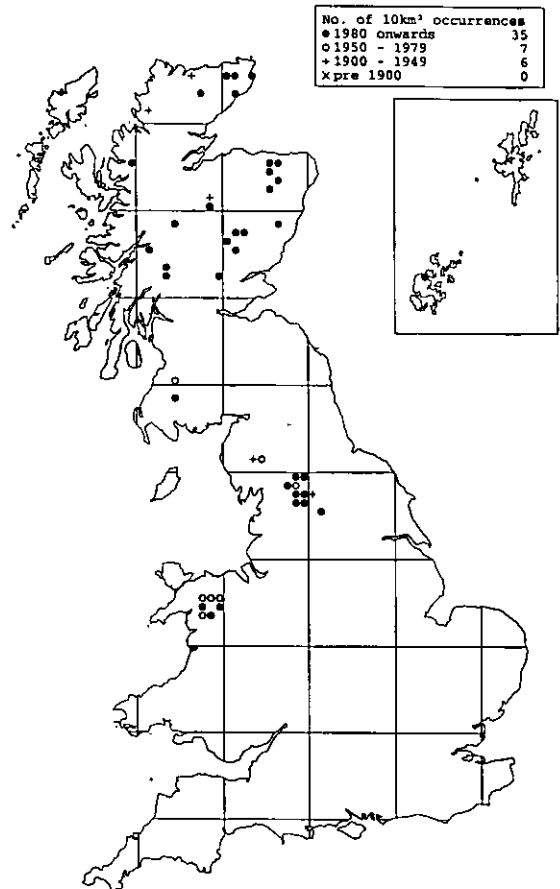 No. of 10km² occurrences
● 1980 onwards 35
○ 1950 - 1979 7
+ 1900 - 1949 6
× pre 1900 0